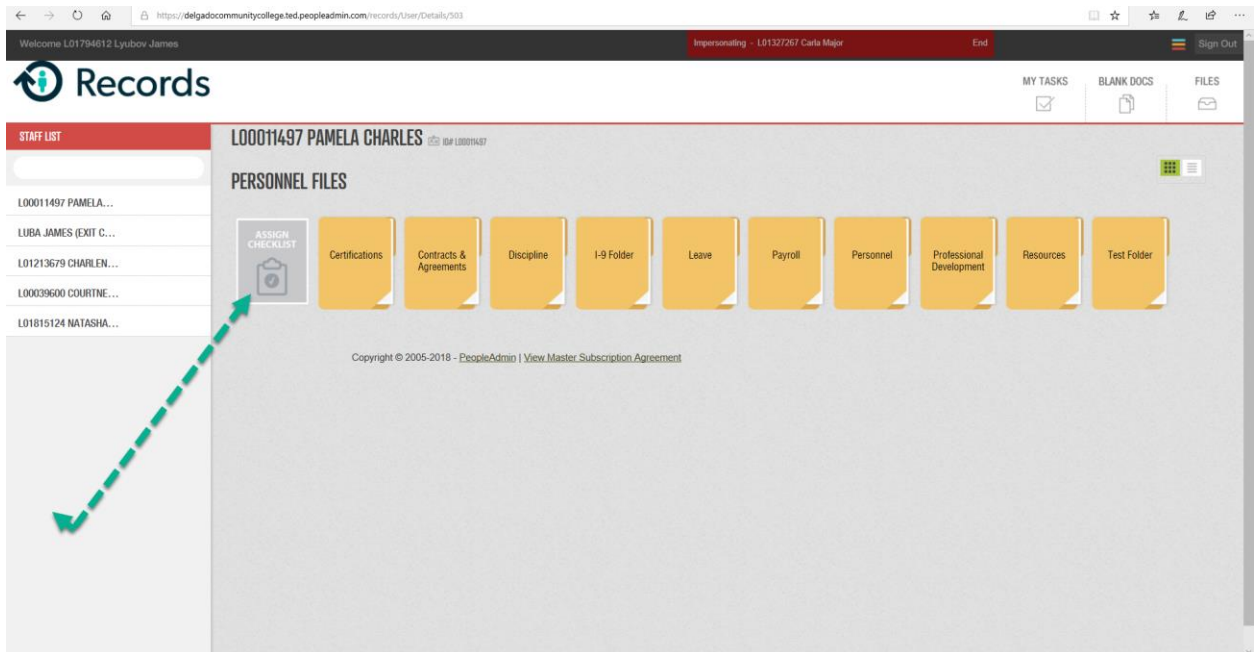 https://delgadocommunitycollege.ted.peopleadmin.com/records/User/Details/503
Welcome L01794612 Lyubov James
Impersonating - L01327267 Carla Major
End
Sign Out
Records
MY TASKS
BLANK DOCS
FILES
STAFF LIST
L00011497 PAMELA...
LUBA JAMES (EXIT C...
L01213679 CHARLEN...
L00039600 COURTNE...
L01815124 NATASHA...
L00011497 PAMELA CHARLES ID# L00011497
PERSONNEL FILES
ASSIGN
CHECKLIST
Certifications
Contracts &
Agreements
Discipline
I-9 Folder
Leave
Payroll
Personnel
Professional
Development
Resources
Test Folder
Copyright © 2005-2018 - PeopleAdmin | View Master Subscription Agreement